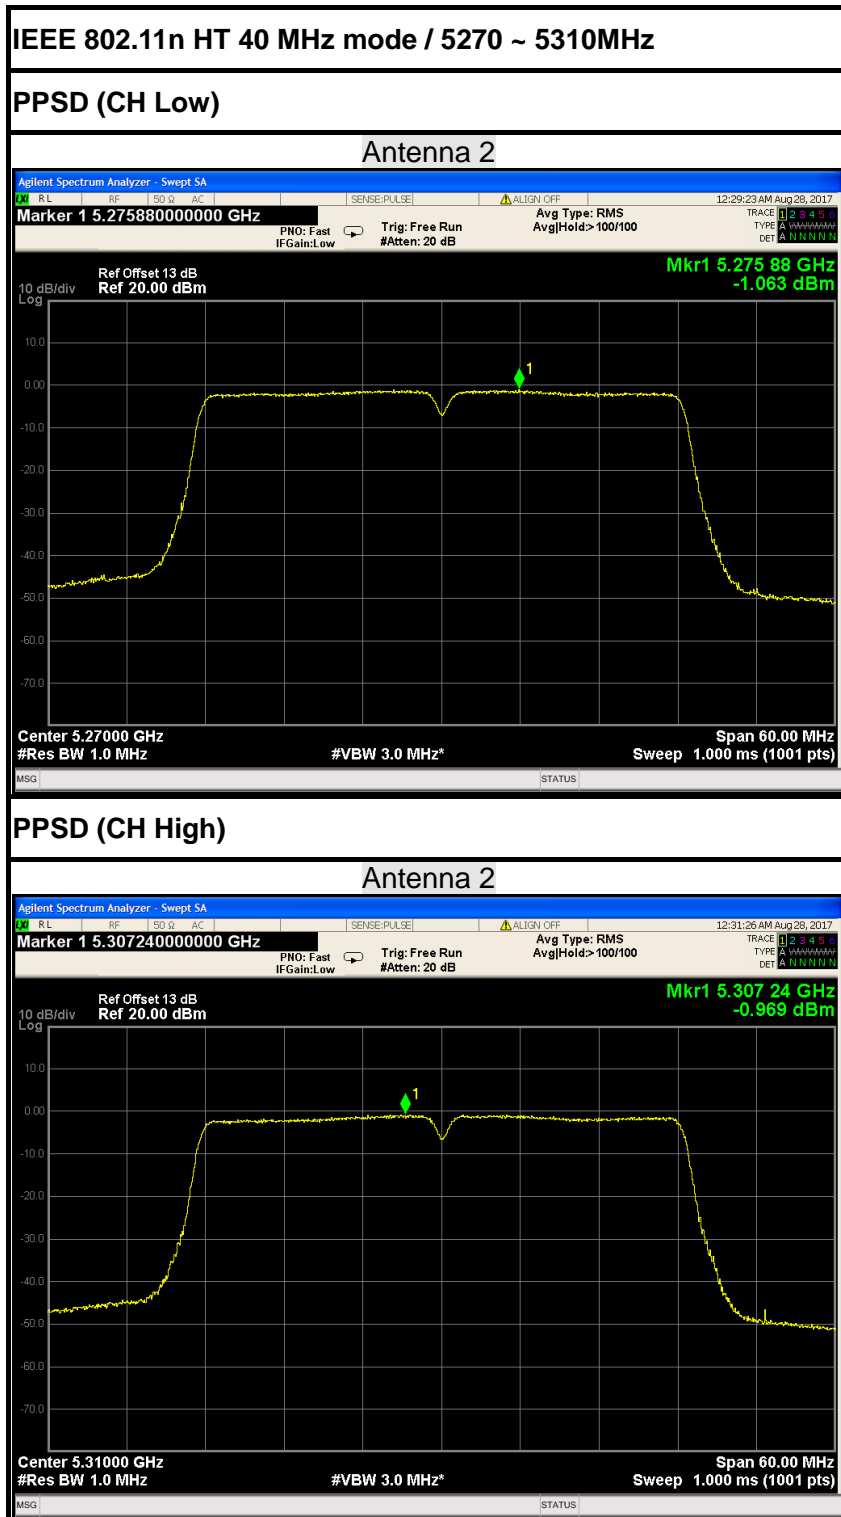 IEEE 802.11n HT 40 MHz mode / 5270 ~ 5310MHz
PPSD (CH Low)
Antenna 2
Agilent Spectrum Analyzer - Swept SA
LXI RL RF 50 Ω AC SENSE:PULSE ALIGN OFF 12:29:23 AM Aug 28, 2017
Marker 1 5.275880000000 GHz
PNO: Fast
IFGain:Low
Trig: Free Run
#Atten: 20 dB
Avg Type: RMS
Avg|Hold:>100/100
TRACE 1 2 3 4 5 6
TYPE A WWWWW
DET A N N N N N
Mkr1 5.275 88 GHz
-1.063 dBm
Ref Offset 13 dB
10 dB/div Ref 20.00 dBm
Log
10.0
0.00
1
-10.0
-20.0
-30.0
-40.0
-50.0
-60.0
-70.0
Center 5.27000 GHz Span 60.00 MHz
#Res BW 1.0 MHz #VBW 3.0 MHz* Sweep 1.000 ms (1001 pts)
MSG STATUS
PPSD (CH High)
Antenna 2
Agilent Spectrum Analyzer - Swept SA
LXI RL RF 50 Ω AC SENSE:PULSE ALIGN OFF 12:31:26 AM Aug 28, 2017
Marker 1 5.307240000000 GHz
PNO: Fast
IFGain:Low
Trig: Free Run
#Atten: 20 dB
Avg Type: RMS
Avg|Hold:>100/100
TRACE 1 2 3 4 5 6
TYPE A WWWWW
DET A N N N N N
Mkr1 5.307 24 GHz
-0.969 dBm
Ref Offset 13 dB
10 dB/div Ref 20.00 dBm
Log
10.0
0.00
1
-10.0
-20.0
-30.0
-40.0
-50.0
-60.0
-70.0
Center 5.31000 GHz Span 60.00 MHz
#Res BW 1.0 MHz #VBW 3.0 MHz* Sweep 1.000 ms (1001 pts)
MSG STATUS